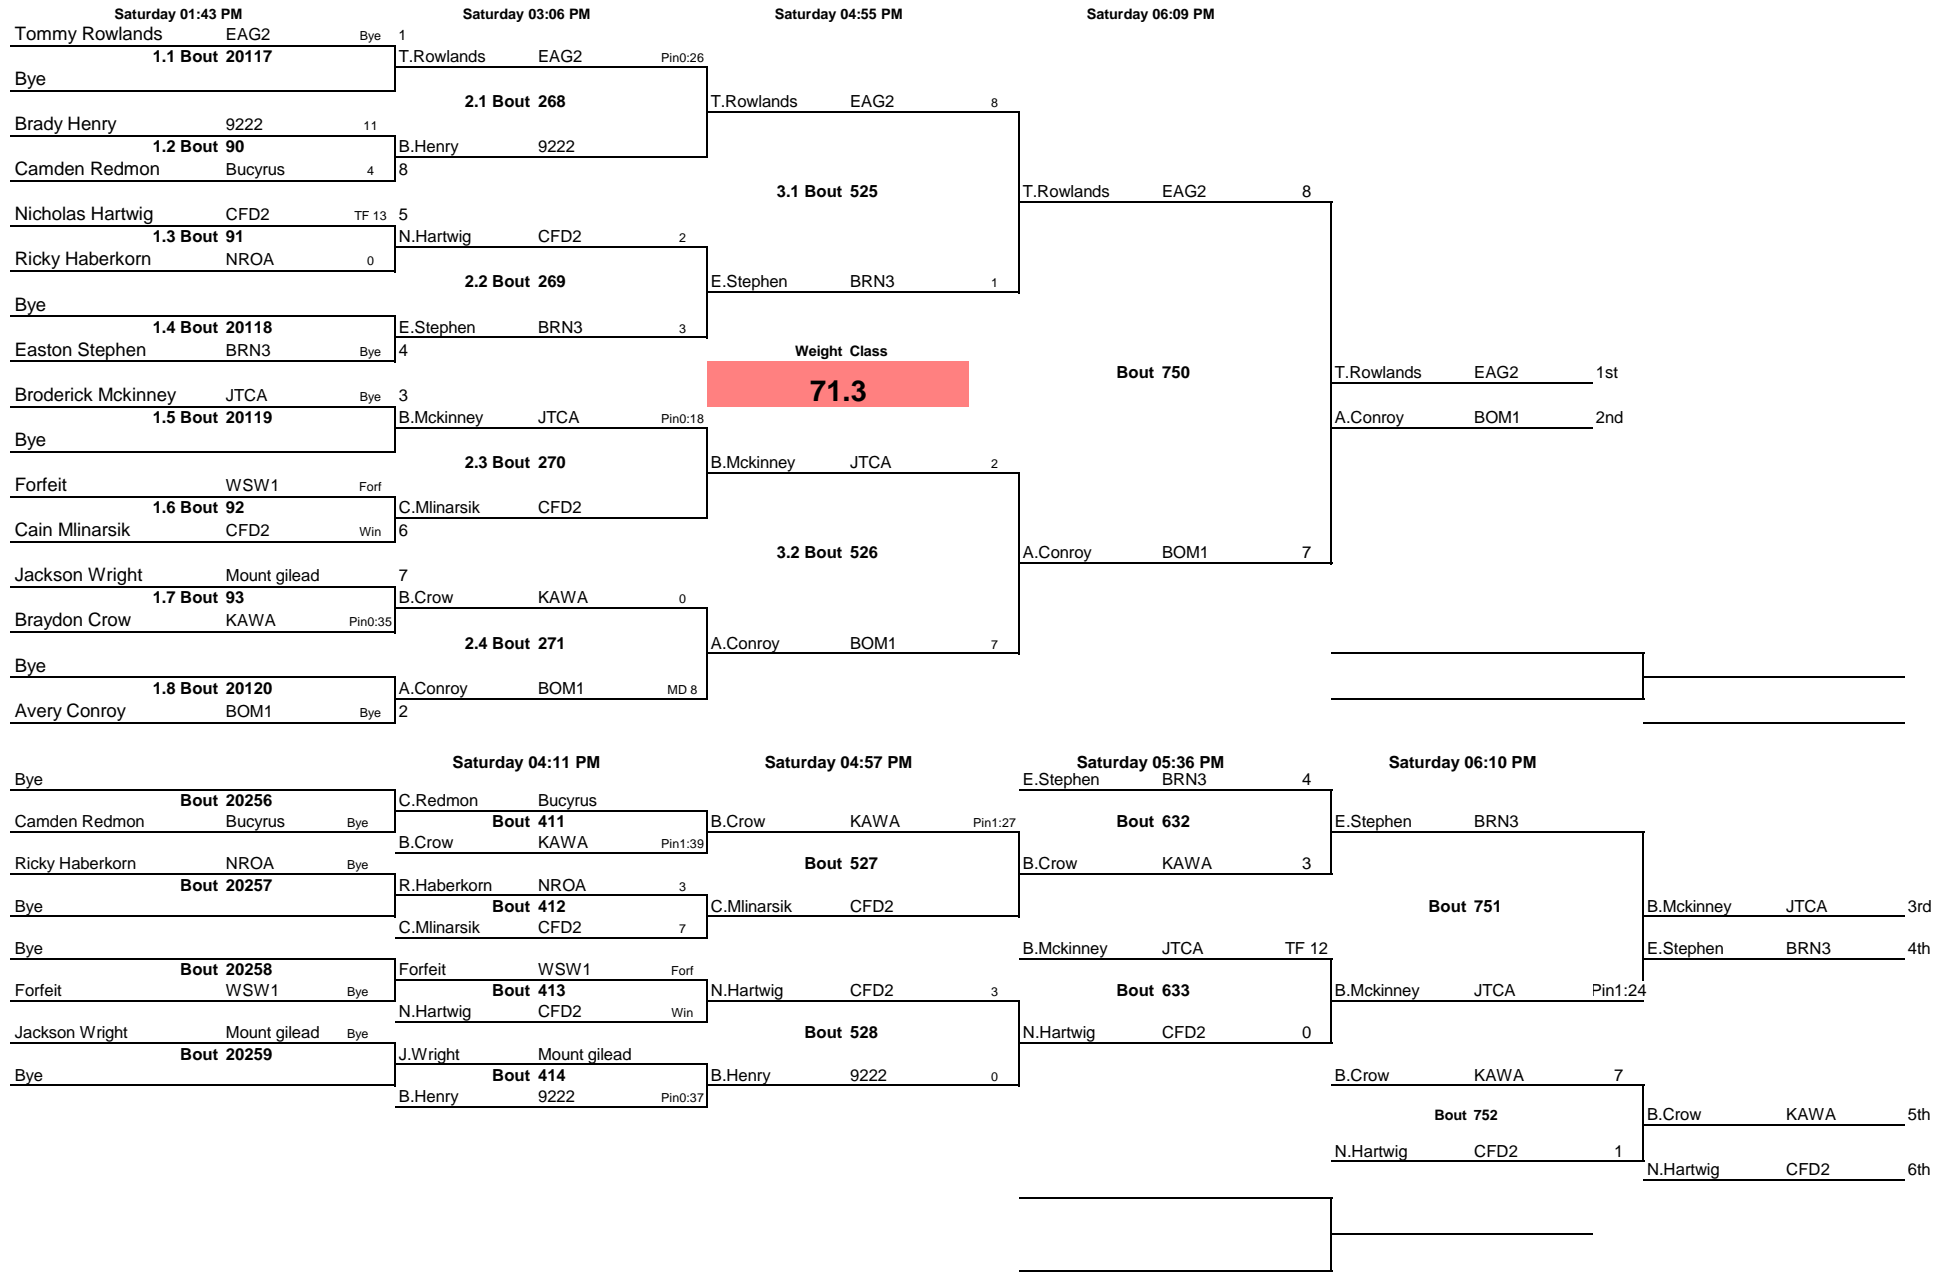 Saturday 01:43 PM Saturday 03:06 PM Saturday 04:55 PM Saturday 06:09 PM
Tommy Rowlands EAG2 Bye 1
1.1 Bout 20117 T.Rowlands EAG2 Pin0:26
Bye
2.1 Bout 268 T.Rowlands EAG2 8
Brady Henry 9222 11
1.2 Bout 90 B.Henry 9222
Camden Redmon Bucyrus 4 8
3.1 Bout 525 T.Rowlands EAG2 8
Nicholas Hartwig CFD2 TF 13 5
1.3 Bout 91 N.Hartwig CFD2 2
Ricky Haberkorn NROA 0
2.2 Bout 269 E.Stephen BRN3 1
Bye
1.4 Bout 20118 E.Stephen BRN3 3
Easton Stephen BRN3 Bye 4 Weight Class
Bout 750 T.Rowlands EAG2 1st
Broderick Mckinney JTCA Bye 3 71.3
1.5 Bout 20119 B.Mckinney JTCA Pin0:18 A.Conroy BOM1 2nd
Bye
2.3 Bout 270 B.Mckinney JTCA 2
Forfeit WSW1 Forf
1.6 Bout 92 C.Mlinarsik CFD2
Cain Mlinarsik CFD2 Win 6
3.2 Bout 526 A.Conroy BOM1 7
Jackson Wright Mount gilead 7
1.7 Bout 93 B.Crow KAWA 0
Braydon Crow KAWA Pin0:35
2.4 Bout 271 A.Conroy BOM1 7
Bye
1.8 Bout 20120 A.Conroy BOM1 MD 8
Avery Conroy BOM1 Bye 2
Saturday 04:11 PM Saturday 04:57 PM Saturday 05:36 PM Saturday 06:10 PM
Bye E.Stephen BRN3 4
Bout 20256 C.Redmon Bucyrus
Camden Redmon Bucyrus Bye Bout 411 B.Crow KAWA Pin1:27 Bout 632 E.Stephen BRN3
B.Crow KAWA Pin1:39
Ricky Haberkorn NROA Bye Bout 527 B.Crow KAWA 3
Bout 20257 R.Haberkorn NROA 3
Bye Bout 412 C.Mlinarsik CFD2 Bout 751 B.Mckinney JTCA 3rd
C.Mlinarsik CFD2 7
Bye B.Mckinney JTCA TF 12 E.Stephen BRN3 4th
Bout 20258 Forfeit WSW1 Forf
Forfeit WSW1 Bye Bout 413 N.Hartwig CFD2 3 Bout 633 B.Mckinney JTCA Pin1:24
N.Hartwig CFD2 Win
Jackson Wright Mount gilead Bye Bout 528 N.Hartwig CFD2 0
Bout 20259 J.Wright Mount gilead
Bye Bout 414 B.Henry 9222 0 B.Crow KAWA 7
B.Henry 9222 Pin0:37
Bout 752 B.Crow KAWA 5th
N.Hartwig CFD2 1
N.Hartwig CFD2 6th